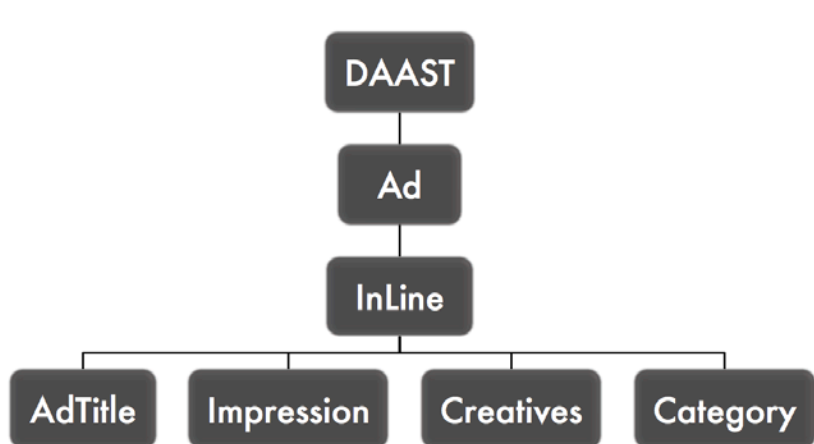 DAAST
Ad
InLine
AdTitle
Impression
Creatives
Category